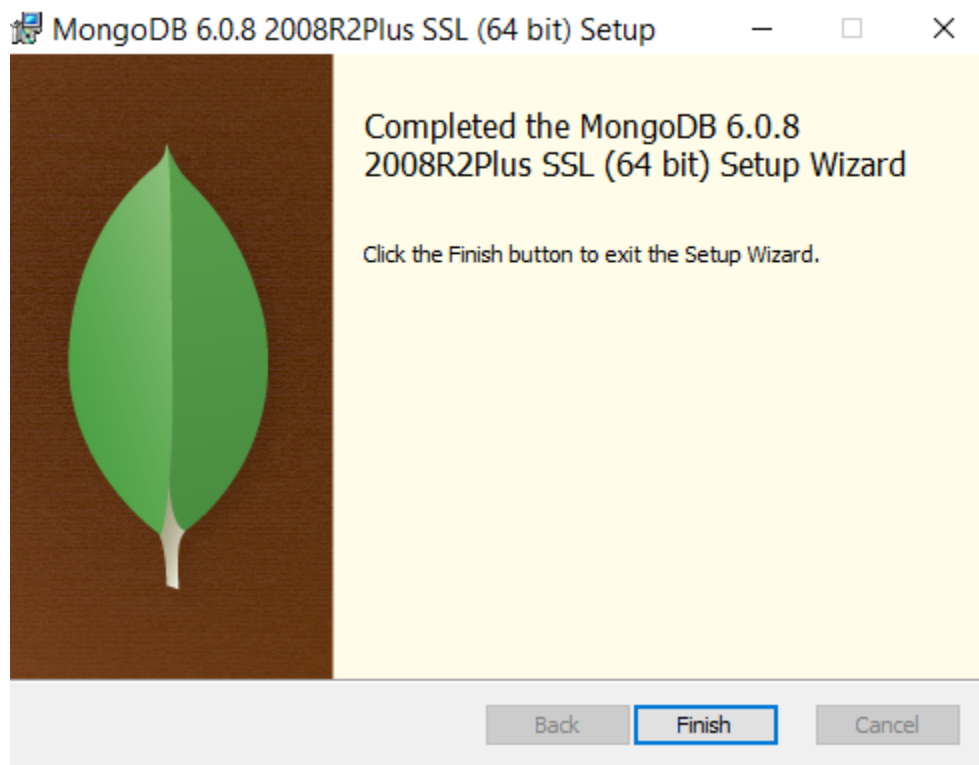 MongoDB 6.0.8 2008R2Plus SSL (64 bit) Setup
Completed the MongoDB 6.0.8
2008R2Plus SSL (64 bit) Setup Wizard
Click the Finish button to exit the Setup Wizard.
Back
Finish
Cancel